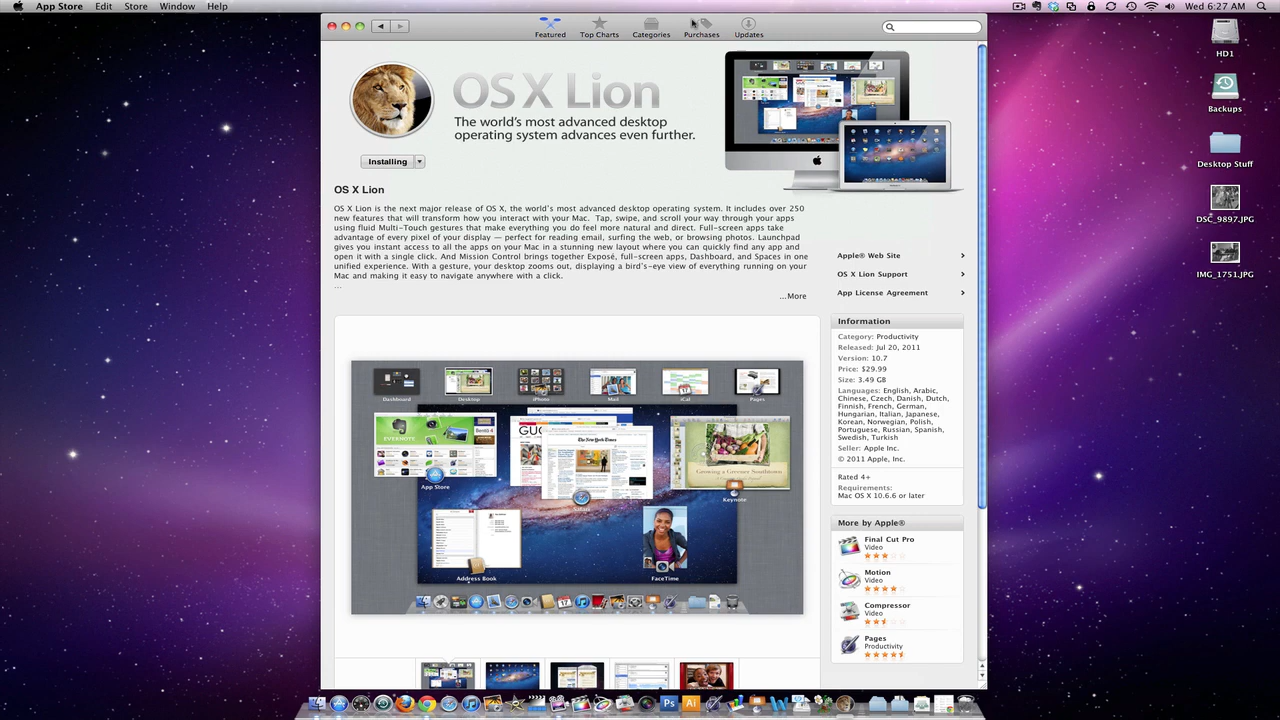 App Store Edit Store Window Help
Wed 6:27 AM
Featured Top Charts Categories Purchases Updates
HD1
Backups
Desktop Stuff
DSC_9897.JPG
IMG_1751.JPG
OS X Lion
The world's most advanced desktop
operating system advances even further.
Installing
OS X Lion
OS X Lion is the next major release of OS X, the world's most advanced desktop operating system. It includes over 250
new features that will transform how you interact with your Mac. Tap, swipe, and scroll your way through your apps
using fluid Multi-Touch gestures that make everything you do feel more natural and direct. Full-screen apps take
advantage of every pixel of your display — perfect for reading email, surfing the web, or browsing photos. Launchpad
gives you instant access to all the apps on your Mac in a stunning new layout where you can quickly find any app and
open it with a single click. And Mission Control brings together Exposé, full-screen apps, Dashboard, and Spaces in one
unified experience. With a gesture, your desktop zooms out, displaying a bird's-eye view of everything running on your
Mac and making it easy to navigate anywhere with a click.
...
...More
Apple® Web Site
OS X Lion Support
App License Agreement
Information
Category: Productivity
Released: Jul 20, 2011
Version: 10.7
Price: $29.99
Size: 3.49 GB
Languages: English, Arabic,
Chinese, Czech, Danish, Dutch,
Finnish, French, German,
Hungarian, Italian, Japanese,
Korean, Norwegian, Polish,
Portuguese, Russian, Spanish,
Swedish, Turkish
Seller: Apple Inc.
© 2011 Apple, Inc.
Rated 4+
Requirements:
Mac OS X 10.6.6 or later
More by Apple®
Final Cut Pro
Video
Motion
Video
Compressor
Video
Pages
Productivity
Dashboard Desktop iPhoto Mail iCal Pages
EVERNOTE
The New York Times
Growing a Greener Southtown
App Store
Safari
Keynote
Address Book
FaceTime
Ps
Ai